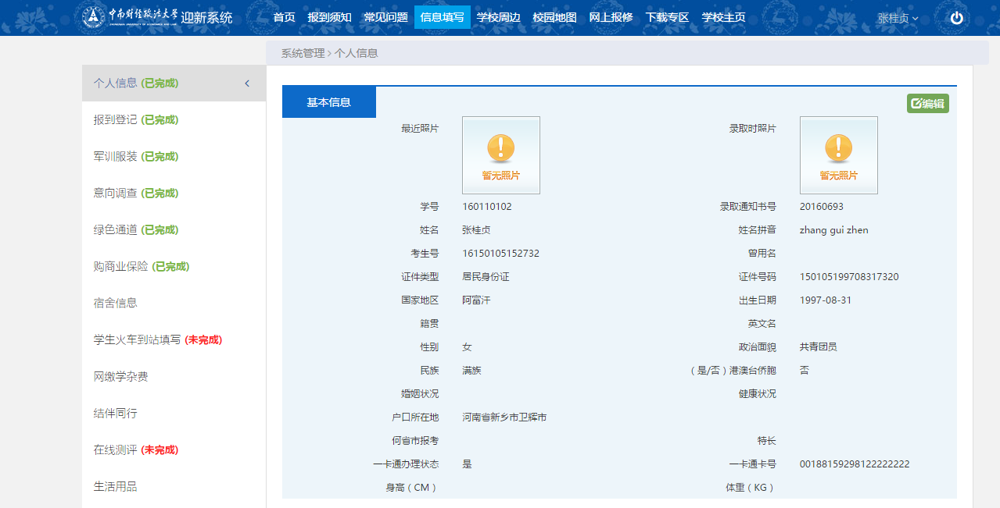 中南财经政法大学 迎新系统 首页 报到须知 常见问题 信息填写 学校周边 校园地图 网上报修 下载专区 学校主页 张桂贞
系统管理 > 个人信息
个人信息 (已完成)
报到登记 (已完成)
军训服装 (已完成)
意向调查 (已完成)
绿色通道 (已完成)
购商业保险 (已完成)
宿舍信息
学生火车到站填写 (未完成)
网缴学杂费
结伴同行
在线测评 (未完成)
生活用品
基本信息 编辑
最近照片 暂无照片 录取时照片 暂无照片
学号 160110102 录取通知书号 20160693
姓名 张桂贞 姓名拼音 zhang gui zhen
考生号 16150105152732 曾用名
证件类型 居民身份证 证件号码 150105199708317320
国家地区 阿富汗 出生日期 1997-08-31
籍贯 英文名
性别 女 政治面貌 共青团员
民族 满族 （是/否）港澳台侨胞 否
婚姻状况 健康状况
户口所在地 河南省新乡市卫辉市
何省市报考 特长
一卡通办理状态 是 一卡通卡号 00188159298122222222
身高（CM） 体重（KG）